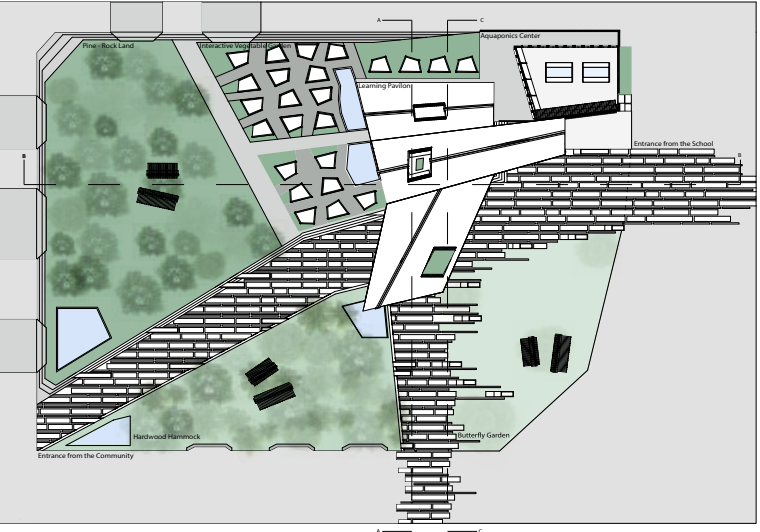 A C
Aquaponics Center
Pine - Rock Land
Interactive Vegetable Garden
Learning Pavilion
Entrance from the School
B B
Hardwood Hammock
Butterfly Garden
Entrance from the Community
A C